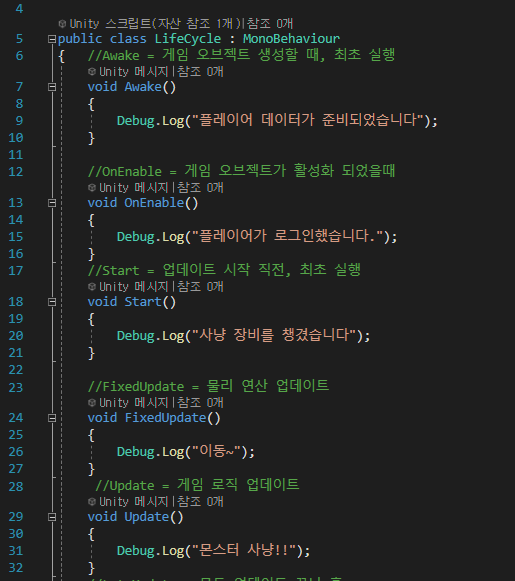 4
Unity 스크립트(자산 참조 1개)|참조 0개
5 public class LifeCycle : MonoBehaviour
6 { //Awake = 게임 오브젝트 생성할 때, 최초 실행
Unity 메시지|참조 0개
7 void Awake()
8 {
9 Debug.Log("플레이어 데이터가 준비되었습니다");
10 }
11
12 //OnEnable = 게임 오브젝트가 활성화 되었을때
Unity 메시지|참조 0개
13 void OnEnable()
14 {
15 Debug.Log("플레이어가 로그인했습니다.");
16 }
17 //Start = 업데이트 시작 직전, 최초 실행
Unity 메시지|참조 0개
18 void Start()
19 {
20 Debug.Log("사냥 장비를 챙겼습니다");
21 }
22
23 //FixedUpdate = 물리 연산 업데이트
Unity 메시지|참조 0개
24 void FixedUpdate()
25 {
26 Debug.Log("이동~");
27 }
28 //Update = 게임 로직 업데이트
Unity 메시지|참조 0개
29 void Update()
30 {
31 Debug.Log("몬스터 사냥!!");
32 }